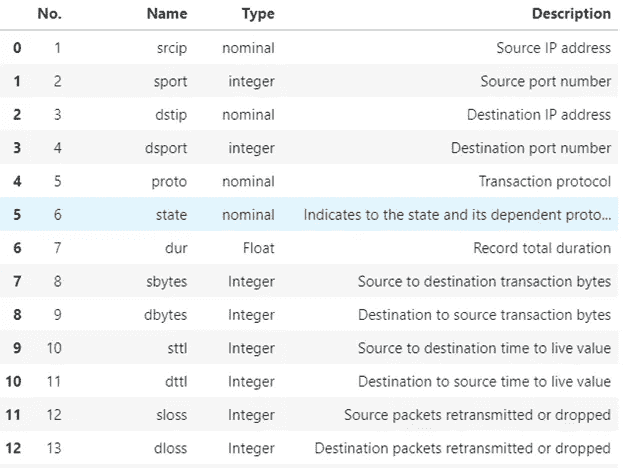 No. Name Type Description
0 1 srcip nominal Source IP address
1 2 sport integer Source port number
2 3 dstip nominal Destination IP address
3 4 dsport integer Destination port number
4 5 proto nominal Transaction protocol
5 6 state nominal Indicates to the state and its dependent proto...
6 7 dur Float Record total duration
7 8 sbytes Integer Source to destination transaction bytes
8 9 dbytes Integer Destination to source transaction bytes
9 10 sttl Integer Source to destination time to live value
10 11 dttl Integer Destination to source time to live value
11 12 sloss Integer Source packets retransmitted or dropped
12 13 dloss Integer Destination packets retransmitted or dropped